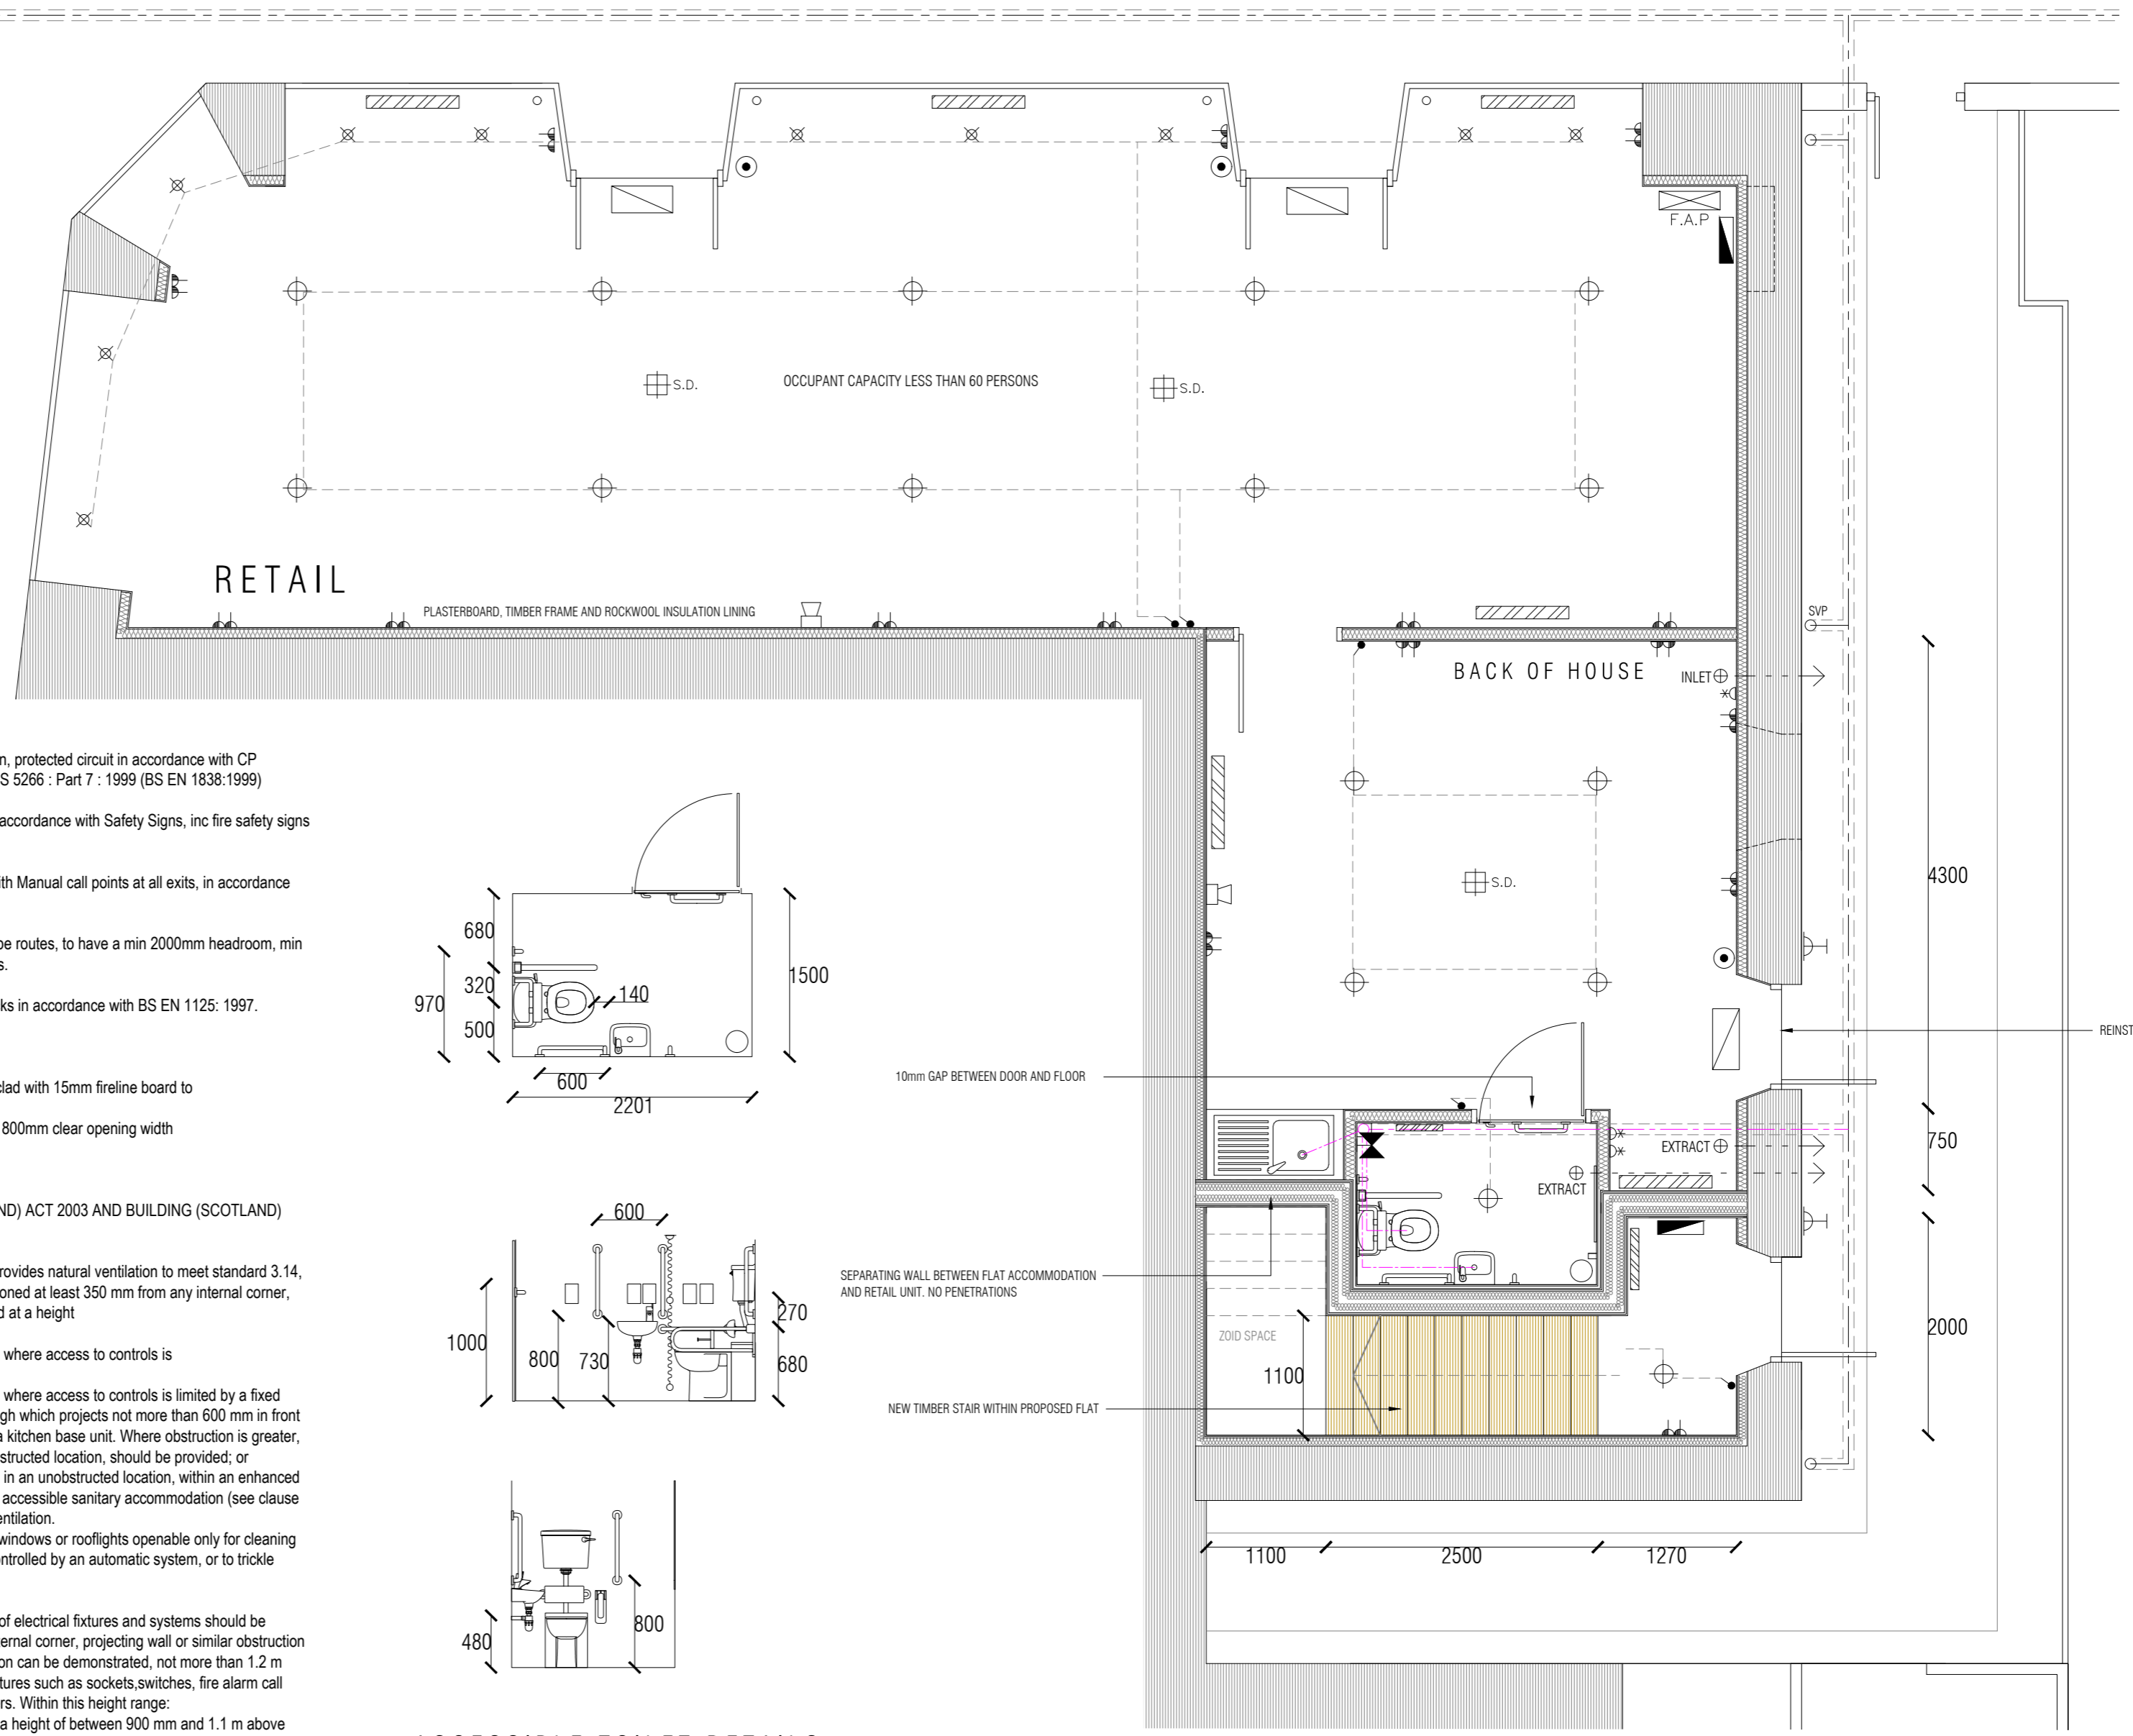 F.A.P
S.D.
OCCUPANT CAPACITY LESS THAN 60 PERSONS
S.D.
RETAIL
PLASTERBOARD, TIMBER FRAME AND ROCKWOOL INSULATION LINING
SVP
BACK OF HOUSE
INLET
S.D.
4300
REINST
10mm GAP BETWEEN DOOR AND FLOOR
EXTRACT
EXTRACT
750
SEPARATING WALL BETWEEN FLAT ACCOMMODATION
AND RETAIL UNIT. NO PENETRATIONS
ZOID SPACE
1100
2000
NEW TIMBER STAIR WITHIN PROPOSED FLAT
1100
2500
1270
n, protected circuit in accordance with CP
S 5266 : Part 7 : 1999 (BS EN 1838:1999)
accordance with Safety Signs, inc fire safety signs
ith Manual call points at all exits, in accordance
pe routes, to have a min 2000mm headroom, min
s.
ks in accordance with BS EN 1125: 1997.
clad with 15mm fireline board to
800mm clear opening width
ND) ACT 2003 AND BUILDING (SCOTLAND)
rovides natural ventilation to meet standard 3.14,
ioned at least 350 mm from any internal corner,
d at a height
where access to controls is
where access to controls is limited by a fixed
gh which projects not more than 600 mm in front
a kitchen base unit. Where obstruction is greater,
structed location, should be provided; or
in an unobstructed location, within an enhanced
accessible sanitary accommodation (see clause
entilation.
windows or rooflights openable only for cleaning
ontrolled by an automatic system, or to trickle
of electrical fixtures and systems should be
ternal corner, projecting wall or similar obstruction
ion can be demonstrated, not more than 1.2 m
tures such as sockets,switches, fire alarm call
rs. Within this height range:
a height of between 900 mm and 1.1 m above
680
320
970
500
140
1500
600
2201
600
1000
800
730
270
680
480
800
ACCESSIBLE TOILET DETAILS